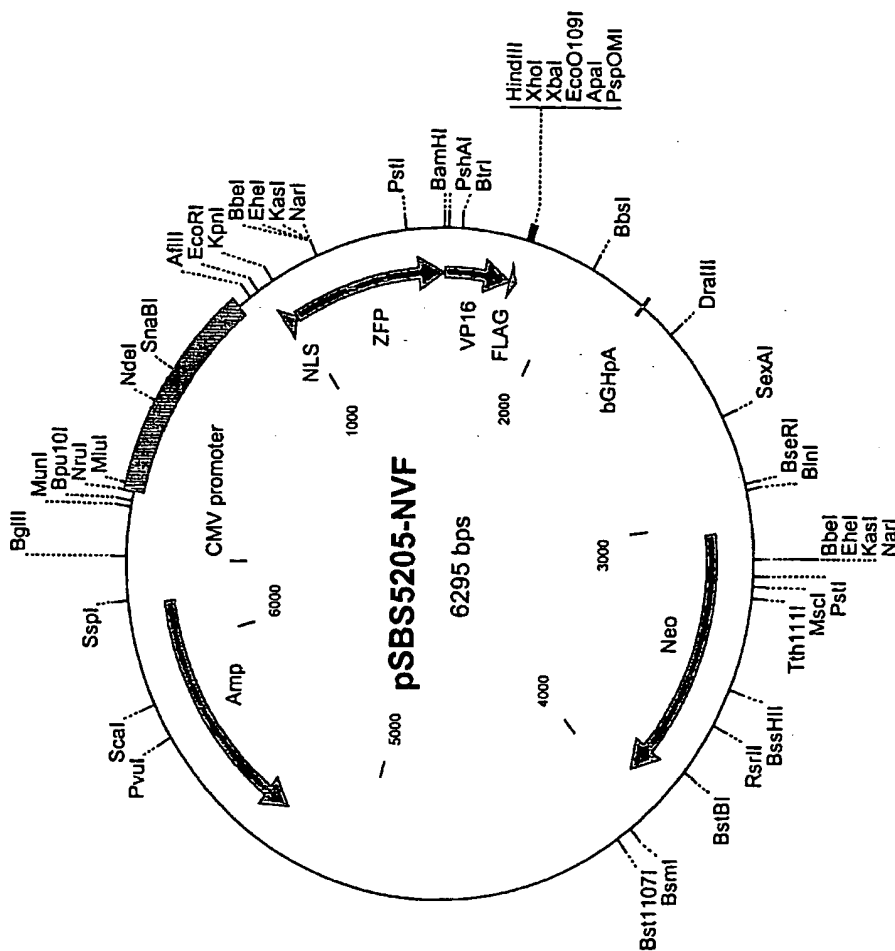 pSBS5205-NVF
6295 bps
BglII
MunI
Bpu10I
NruI
MluI
NdeI
SnaBI
AflII
EcoRI
KpnI
BbeI
EheI
KasI
NarI
PstI
BamHI
PshAI
BtrI
HindIII
XhoI
XbaI
EcoO109I
ApaI
PspOMI
BbsI
DraIII
SexAI
BseRI
BlnI
BbeI
EheI
KasI
NarI
PstI
MscI
Tth111I
BssHII
RsrII
BstBI
BsmI
Bst1107I
PvuI
ScaI
SspI
CMV promoter
NLS
ZFP
VP16
FLAG
bGHpA
Neo
Amp
1000
2000
3000
4000
5000
6000